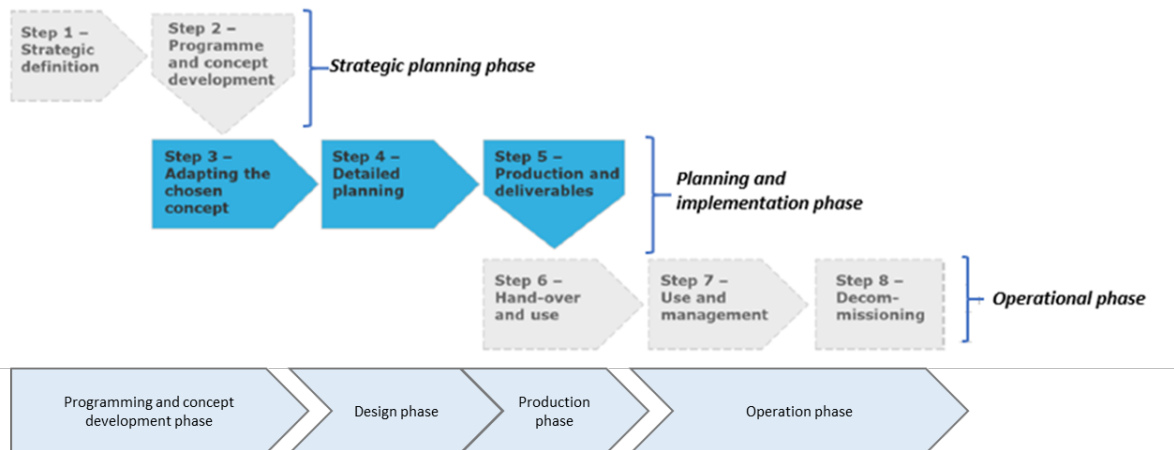 Step 1 –
Strategic
definition
Step 2 –
Programme
and concept
development
Strategic planning phase
Step 3 –
Adapting the
chosen
concept
Step 4 –
Detailed
planning
Step 5 –
Production and
deliverables
Planning and
implementation phase
Step 6 –
Hand-over
and use
Step 7 –
Use and
management
Step 8 –
Decom-
missioning
Operational phase
Programming and concept
development phase
Design phase
Production
phase
Operation phase